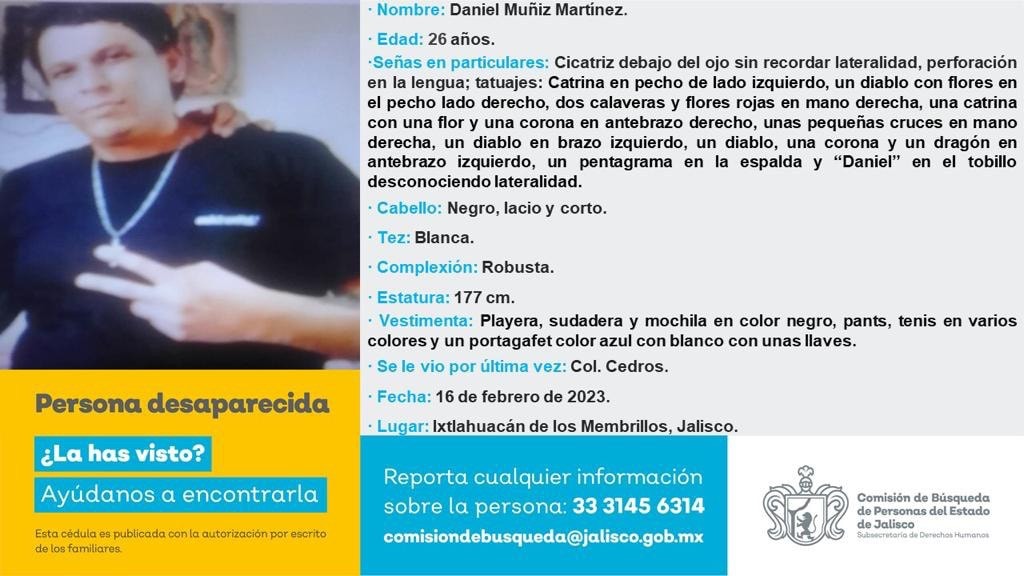 · Nombre: Daniel Muñiz Martínez.
· Edad: 26 años.
·Señas en particulares: Cicatriz debajo del ojo sin recordar lateralidad, perforación
en la lengua; tatuajes: Catrina en pecho de lado izquierdo, un diablo con flores en
el pecho lado derecho, dos calaveras y flores rojas en mano derecha, una catrina
con una flor y una corona en antebrazo derecho, unas pequeñas cruces en mano
derecha, un diablo en brazo izquierdo, un diablo, una corona y un dragón en
antebrazo izquierdo, un pentagrama en la espalda y “Daniel” en el tobillo
desconociendo lateralidad.
· Cabello: Negro, lacio y corto.
· Tez: Blanca.
· Complexión: Robusta.
· Estatura: 177 cm.
· Vestimenta: Playera, sudadera y mochila en color negro, pants, tenis en varios
colores y un portagafet color azul con blanco con unas llaves.
· Se le vio por última vez: Col. Cedros.
· Fecha: 16 de febrero de 2023.
· Lugar: Ixtlahuacán de los Membrillos, Jalisco.
Persona desaparecida
¿La has visto?
Ayúdanos a encontrarla
Esta cédula es publicada con la autorización por escrito
de los familiares.
Reporta cualquier información
sobre la persona: 33 3145 6314
comisiondebusqueda@jalisco.gob.mx
Comisión de Búsqueda
de Personas del Estado
de Jalisco
Subsecretaría de Derechos Humanos